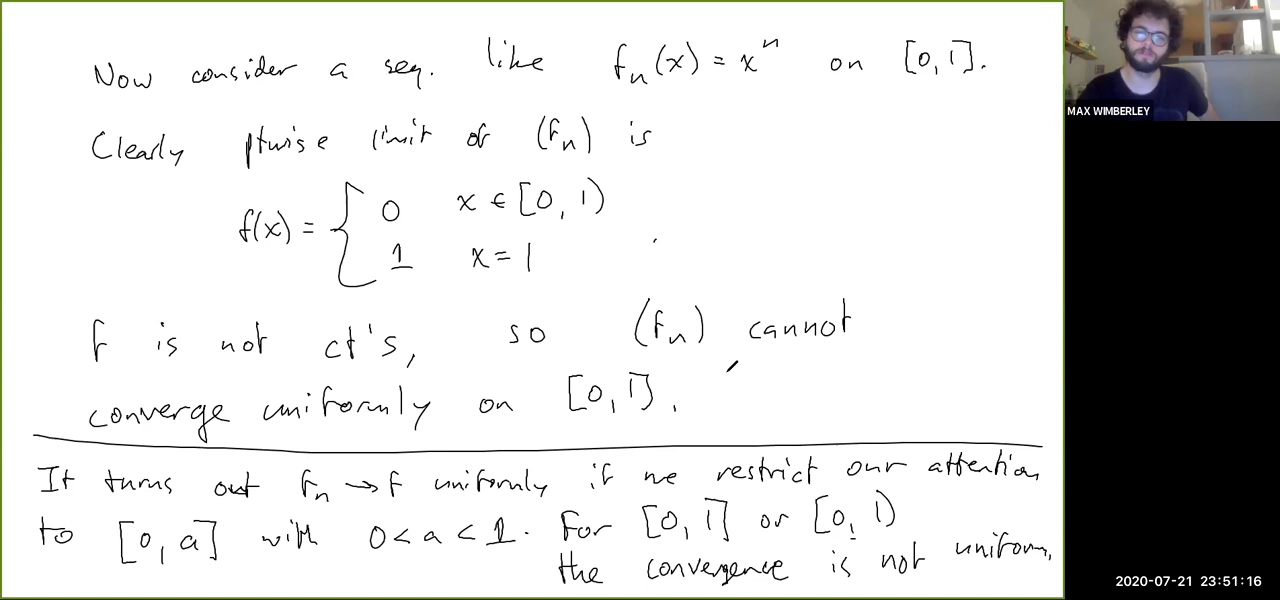 Now consider a seq. like fn(x) = x^n on [0,1].
Clearly ptwise limit of (fn) is
f(x) = { 0 x ∈ [0, 1)
1 x = 1
f is not ct's, so (fn) cannot
converge uniformly on [0,1].
It turns out fn → f uniformly if we restrict our attention
to [0, a] with 0 < a < 1. For [0,1] or [0,1)
the convergence is not uniform.
MAX WIMBERLEY
2020-07-21 23:51:16